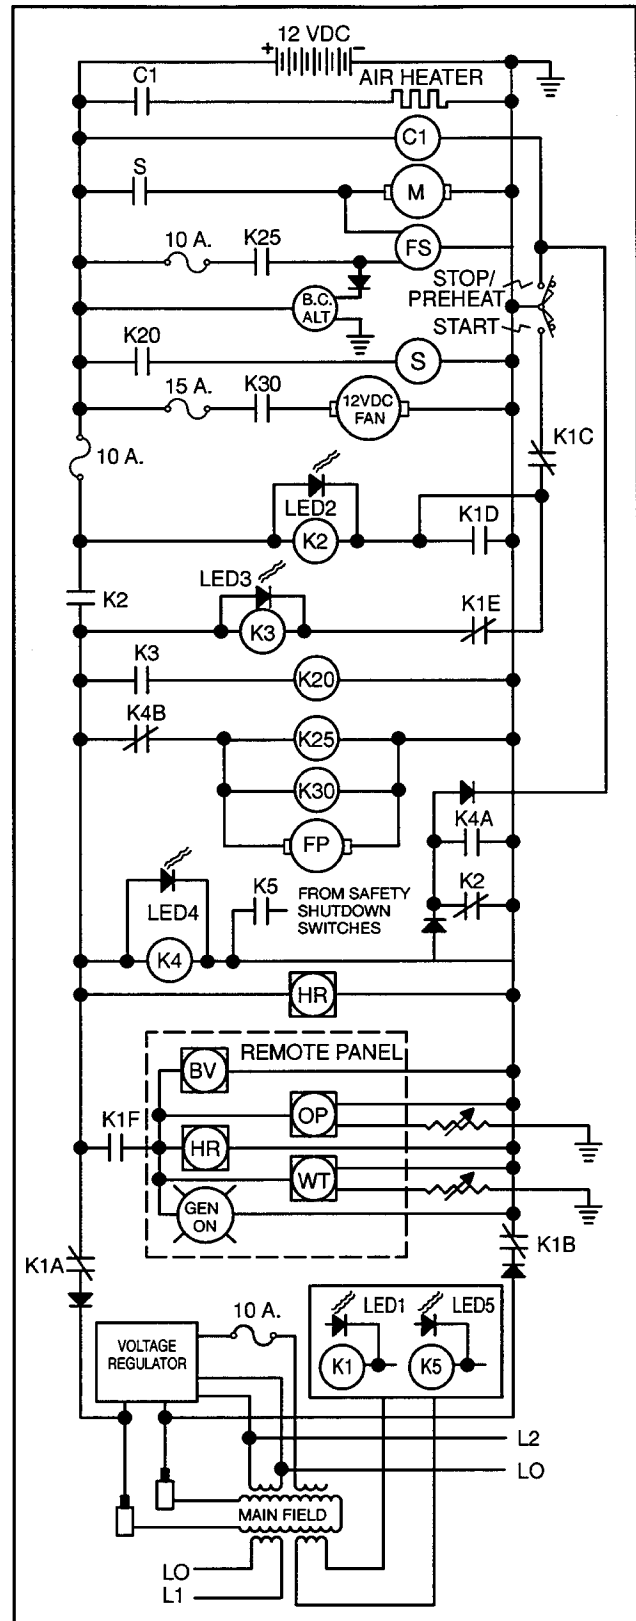 12 VDC
+ -
C1
AIR HEATER
C1
S
M
10 A.
K25
FS
STOP/
PREHEAT
B.C.
ALT
START
K20
S
15 A.
K30
12VDC
FAN
K1C
10 A.
LED2
K1D
K2
K2
LED3
K1E
K3
K3
K20
K4B
K25
K30
K4A
FP
K5
FROM SAFETY
SHUTDOWN
SWITCHES
K2
LED4
K4
HR
REMOTE PANEL
BV
OP
K1F
HR
WT
GEN
ON
K1A
K1B
10 A.
LED1
LED5
VOLTAGE
REGULATOR
K1
K5
L2
LO
MAIN FIELD
LO
L1